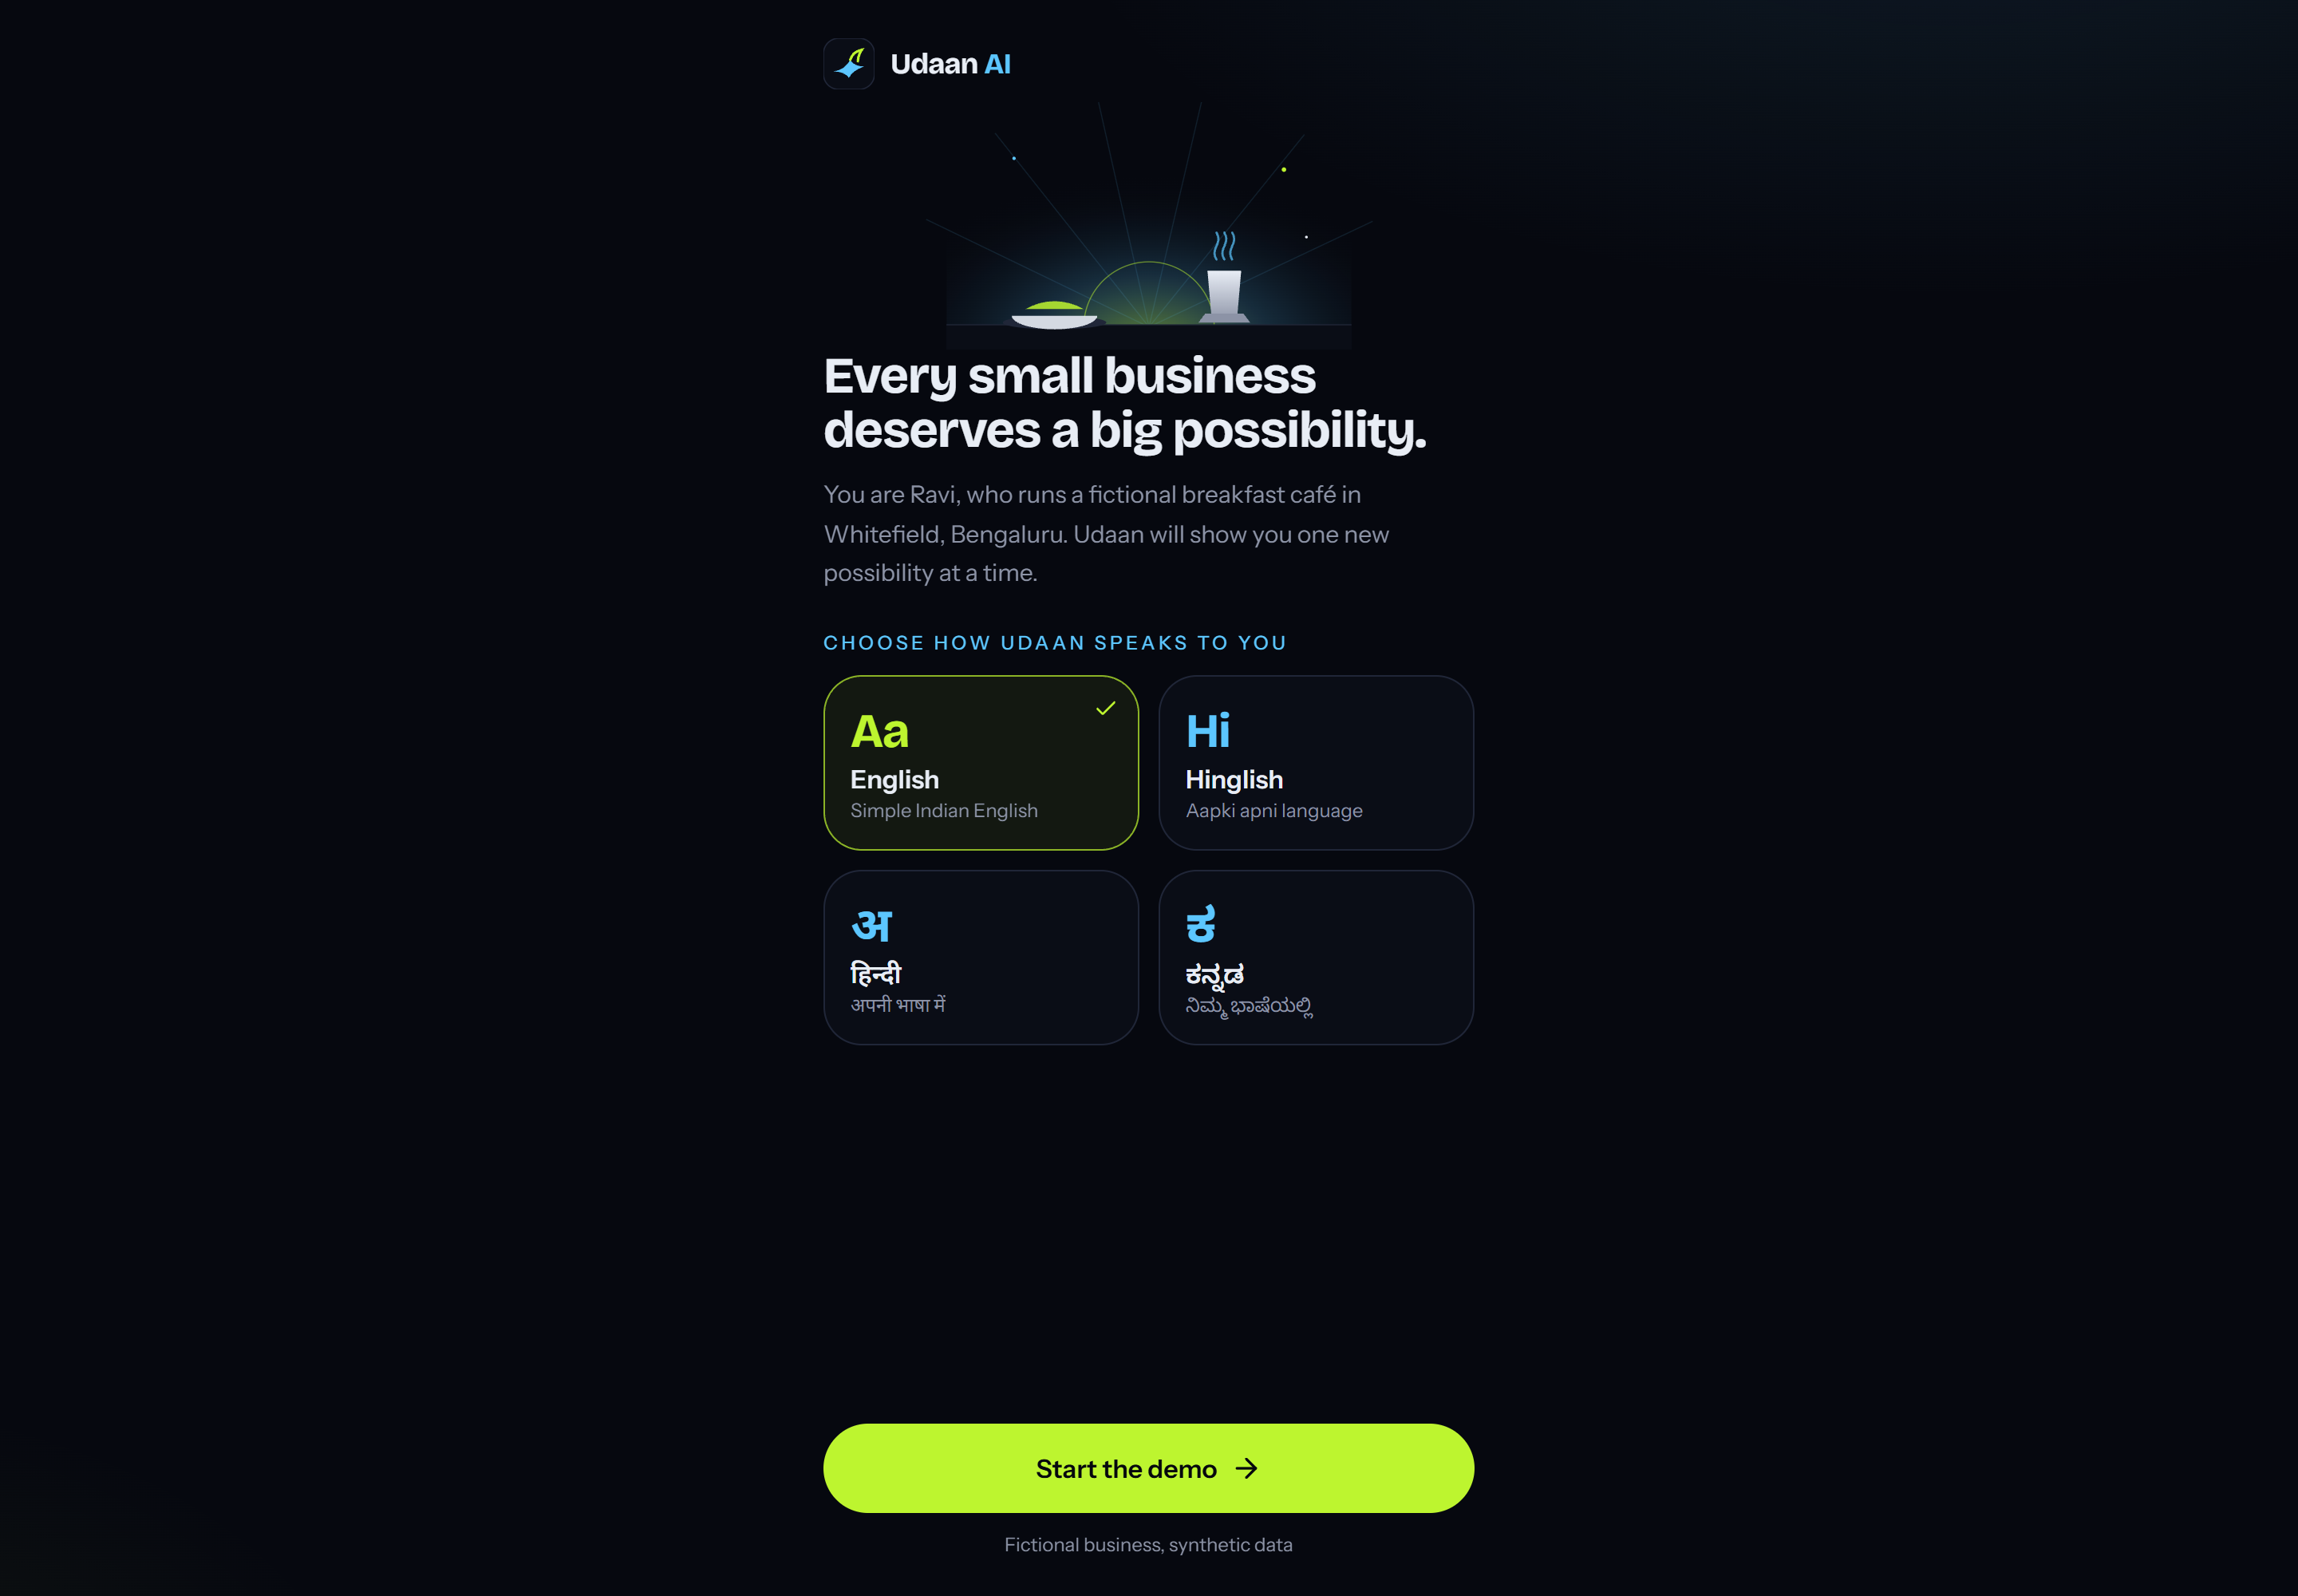 Udaan AI
Every small business
deserves a big possibility.
You are Ravi, who runs a fictional breakfast café in
Whitefield, Bengaluru. Udaan will show you one new
possibility at a time.
CHOOSE HOW UDAAN SPEAKS TO YOU
Aa
English
Simple Indian English
Hi
Hinglish
Aapki apni language
अ
हिन्दी
अपनी भाषा में
ಕ
ಕನ್ನಡ
ನಿಮ್ಮ ಭಾಷೆಯಲ್ಲಿ
Start the demo
Fictional business, synthetic data